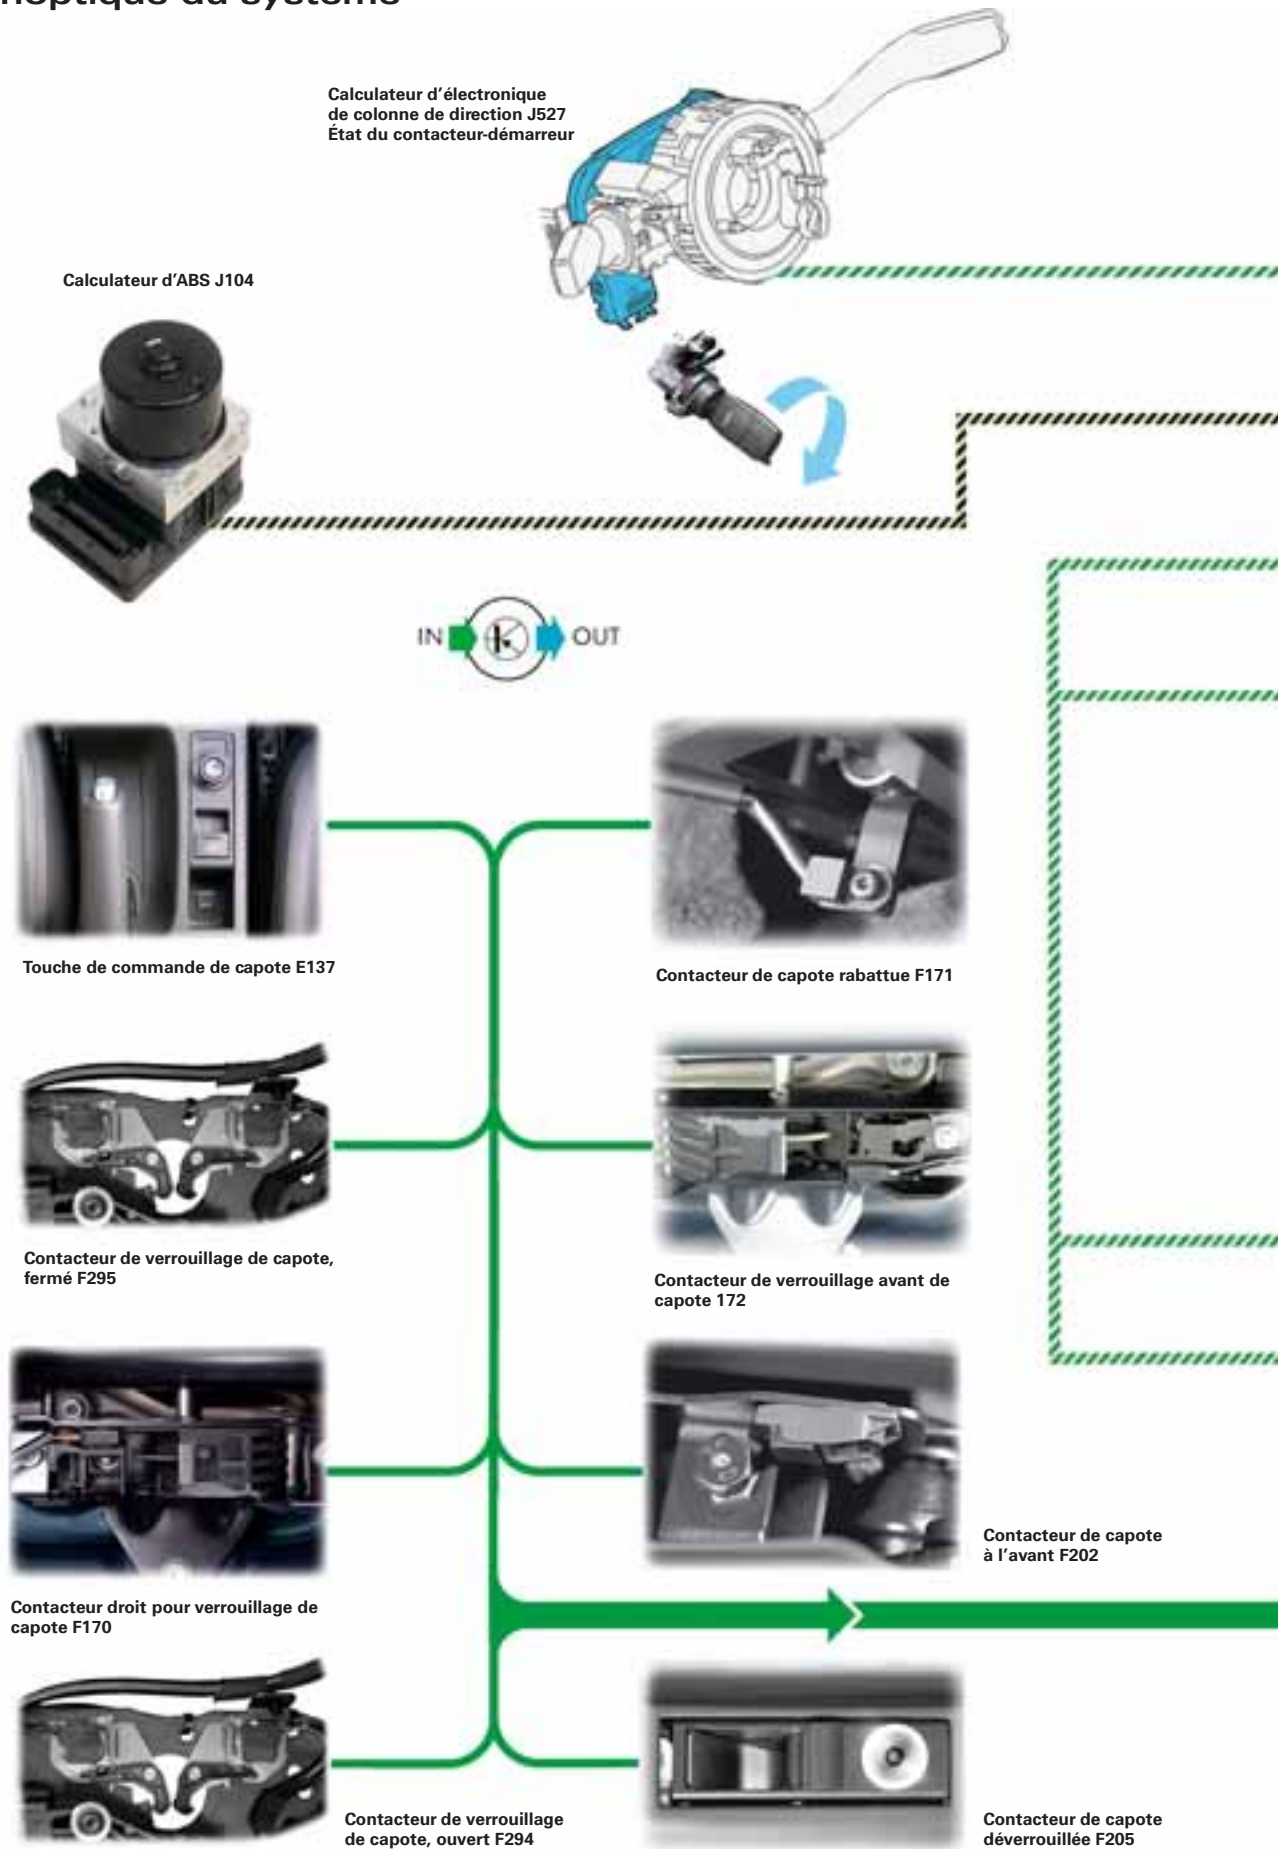 du système
Calculateur d'électronique
de colonne de direction J527
État du contacteur-démarreur
Calculateur d'ABS J104
IN
OUT
Touche de commande de capote E137
Contacteur de capote rabattue F171
Contacteur de verrouillage de capote,
fermé F295
Contacteur de verrouillage avant de
capote 172
Contacteur droit pour verrouillage de
capote F170
Contacteur de capote
à l'avant F202
Contacteur de verrouillage
de capote, ouvert F294
Contacteur de capote
déverrouillée F205